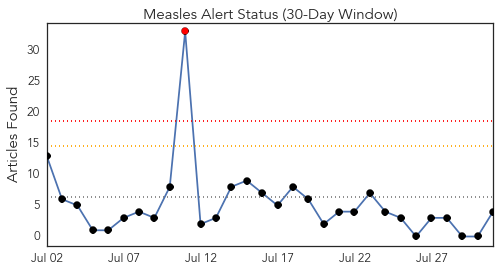 Measles Alert Status (30-Day Window)
Articles Found
30
25
20
15
10
5
0
Jul 02 Jul 07 Jul 12 Jul 17 Jul 22 Jul 27